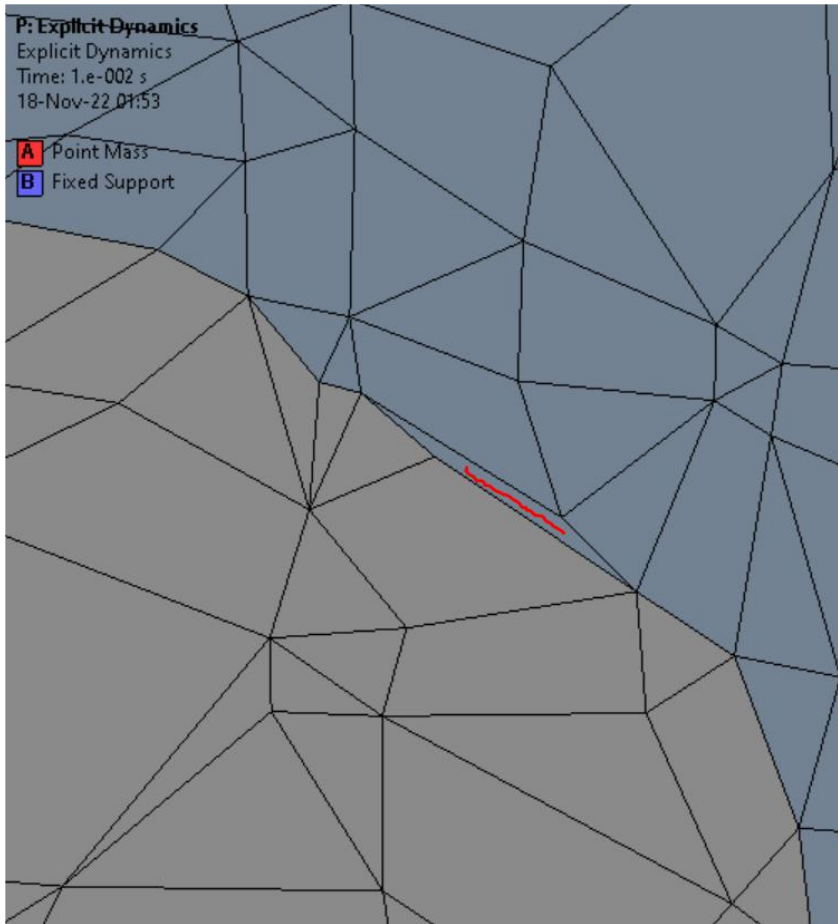 P: Explicit Dynamics
Explicit Dynamics
Time: 1.e-002 s
18-Nov-22 01:53
A Point Mass
B Fixed Support